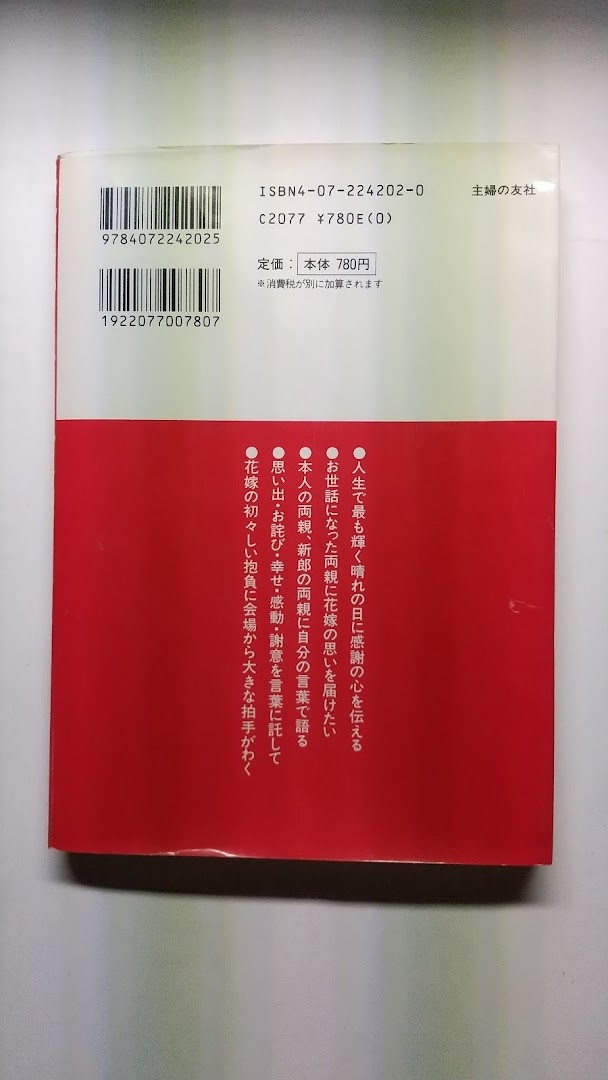 ISBN4-07-224202-0
主婦の友社
C2077 ¥780E(0)
9784072242025
定価：本体 780円
※消費税が別に加算されます
1922077007807
●人生で最も輝く晴れの日に感謝の心を伝える
●お世話になった両親に花嫁の思いを届けたい
●本人の両親、新郎の両親に自分の言葉で語る
●思い出・お詫び・幸せ・感動・謝意を言葉に託して
●花嫁の初々しい抱負に会場から大きな拍手がわく